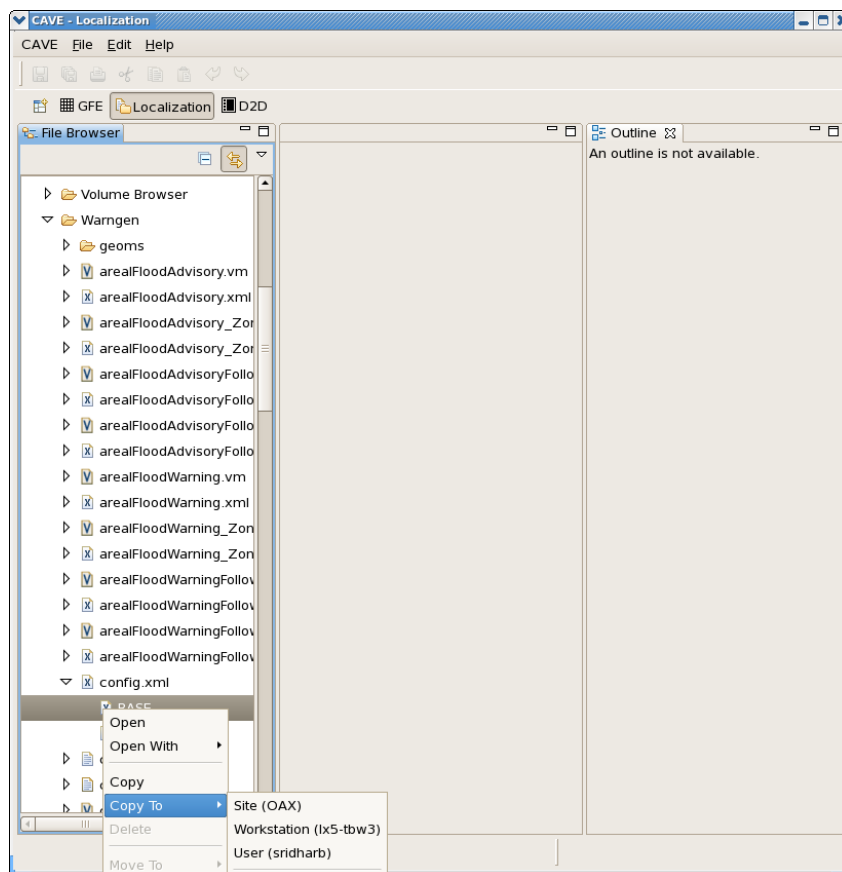 CAVE - Localization
CAVE File Edit Help
GFE Localization D2D
File Browser
Outline
An outline is not available.
Volume Browser
Warngen
geoms
arealFloodAdvisory.vm
arealFloodAdvisory.xml
arealFloodAdvisory_Zon
arealFloodAdvisory_Zon
arealFloodAdvisoryFollo
arealFloodAdvisoryFollo
arealFloodAdvisoryFollo
arealFloodAdvisoryFollo
arealFloodWarning.vm
arealFloodWarning.xml
arealFloodWarning_Zon
arealFloodWarning_Zon
arealFloodWarningFollov
arealFloodWarningFollov
arealFloodWarningFollov
arealFloodWarningFollov
config.xml
BASE
Open
Open With
Copy
Copy To
Delete
Move To
Site (OAX)
Workstation (lx5-tbw3)
User (sridharb)